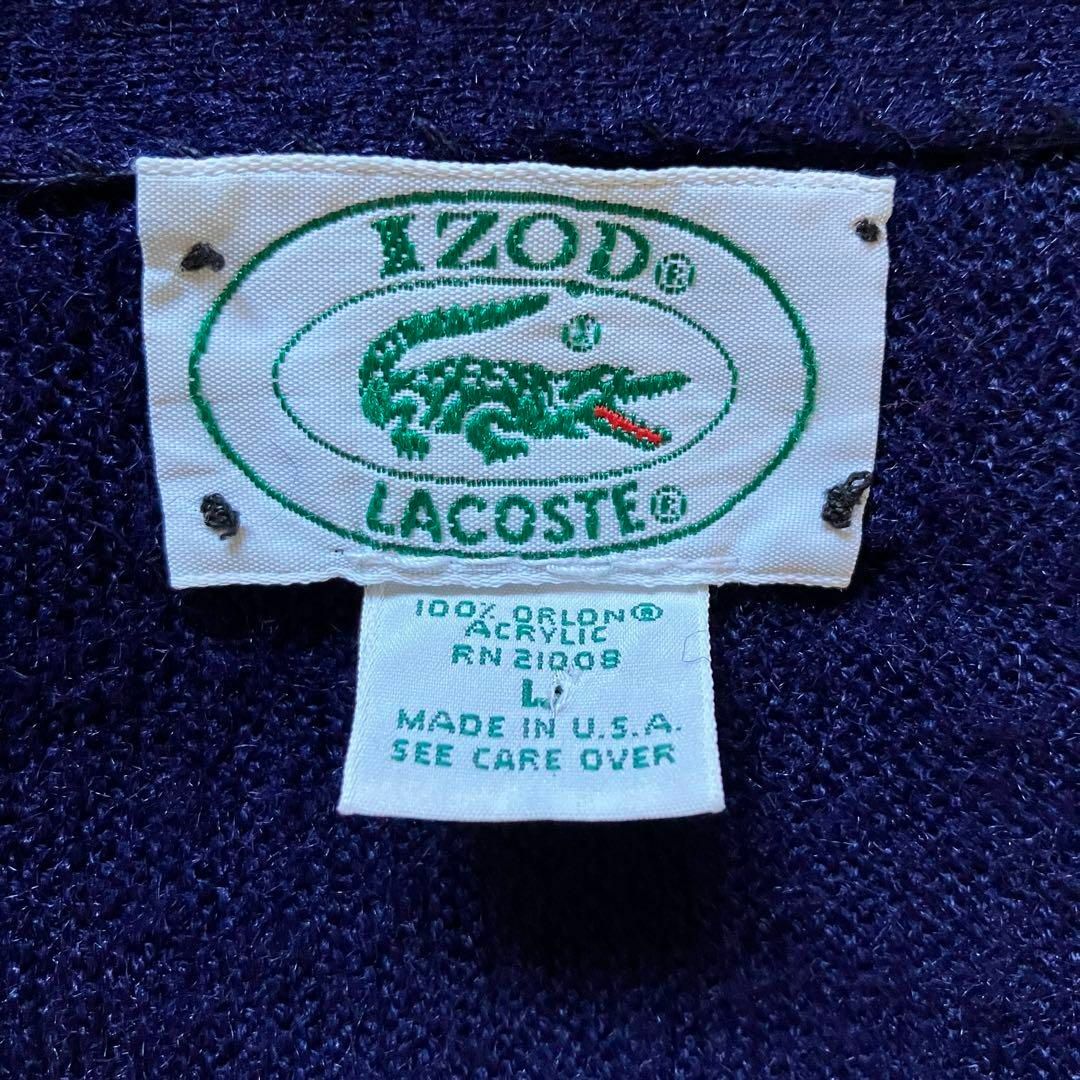 IZOD®
®
LACOSTE®
100% ORLON®
ACRYLIC
RN 21008
L
MADE IN U.S.A.
SEE CARE OVER